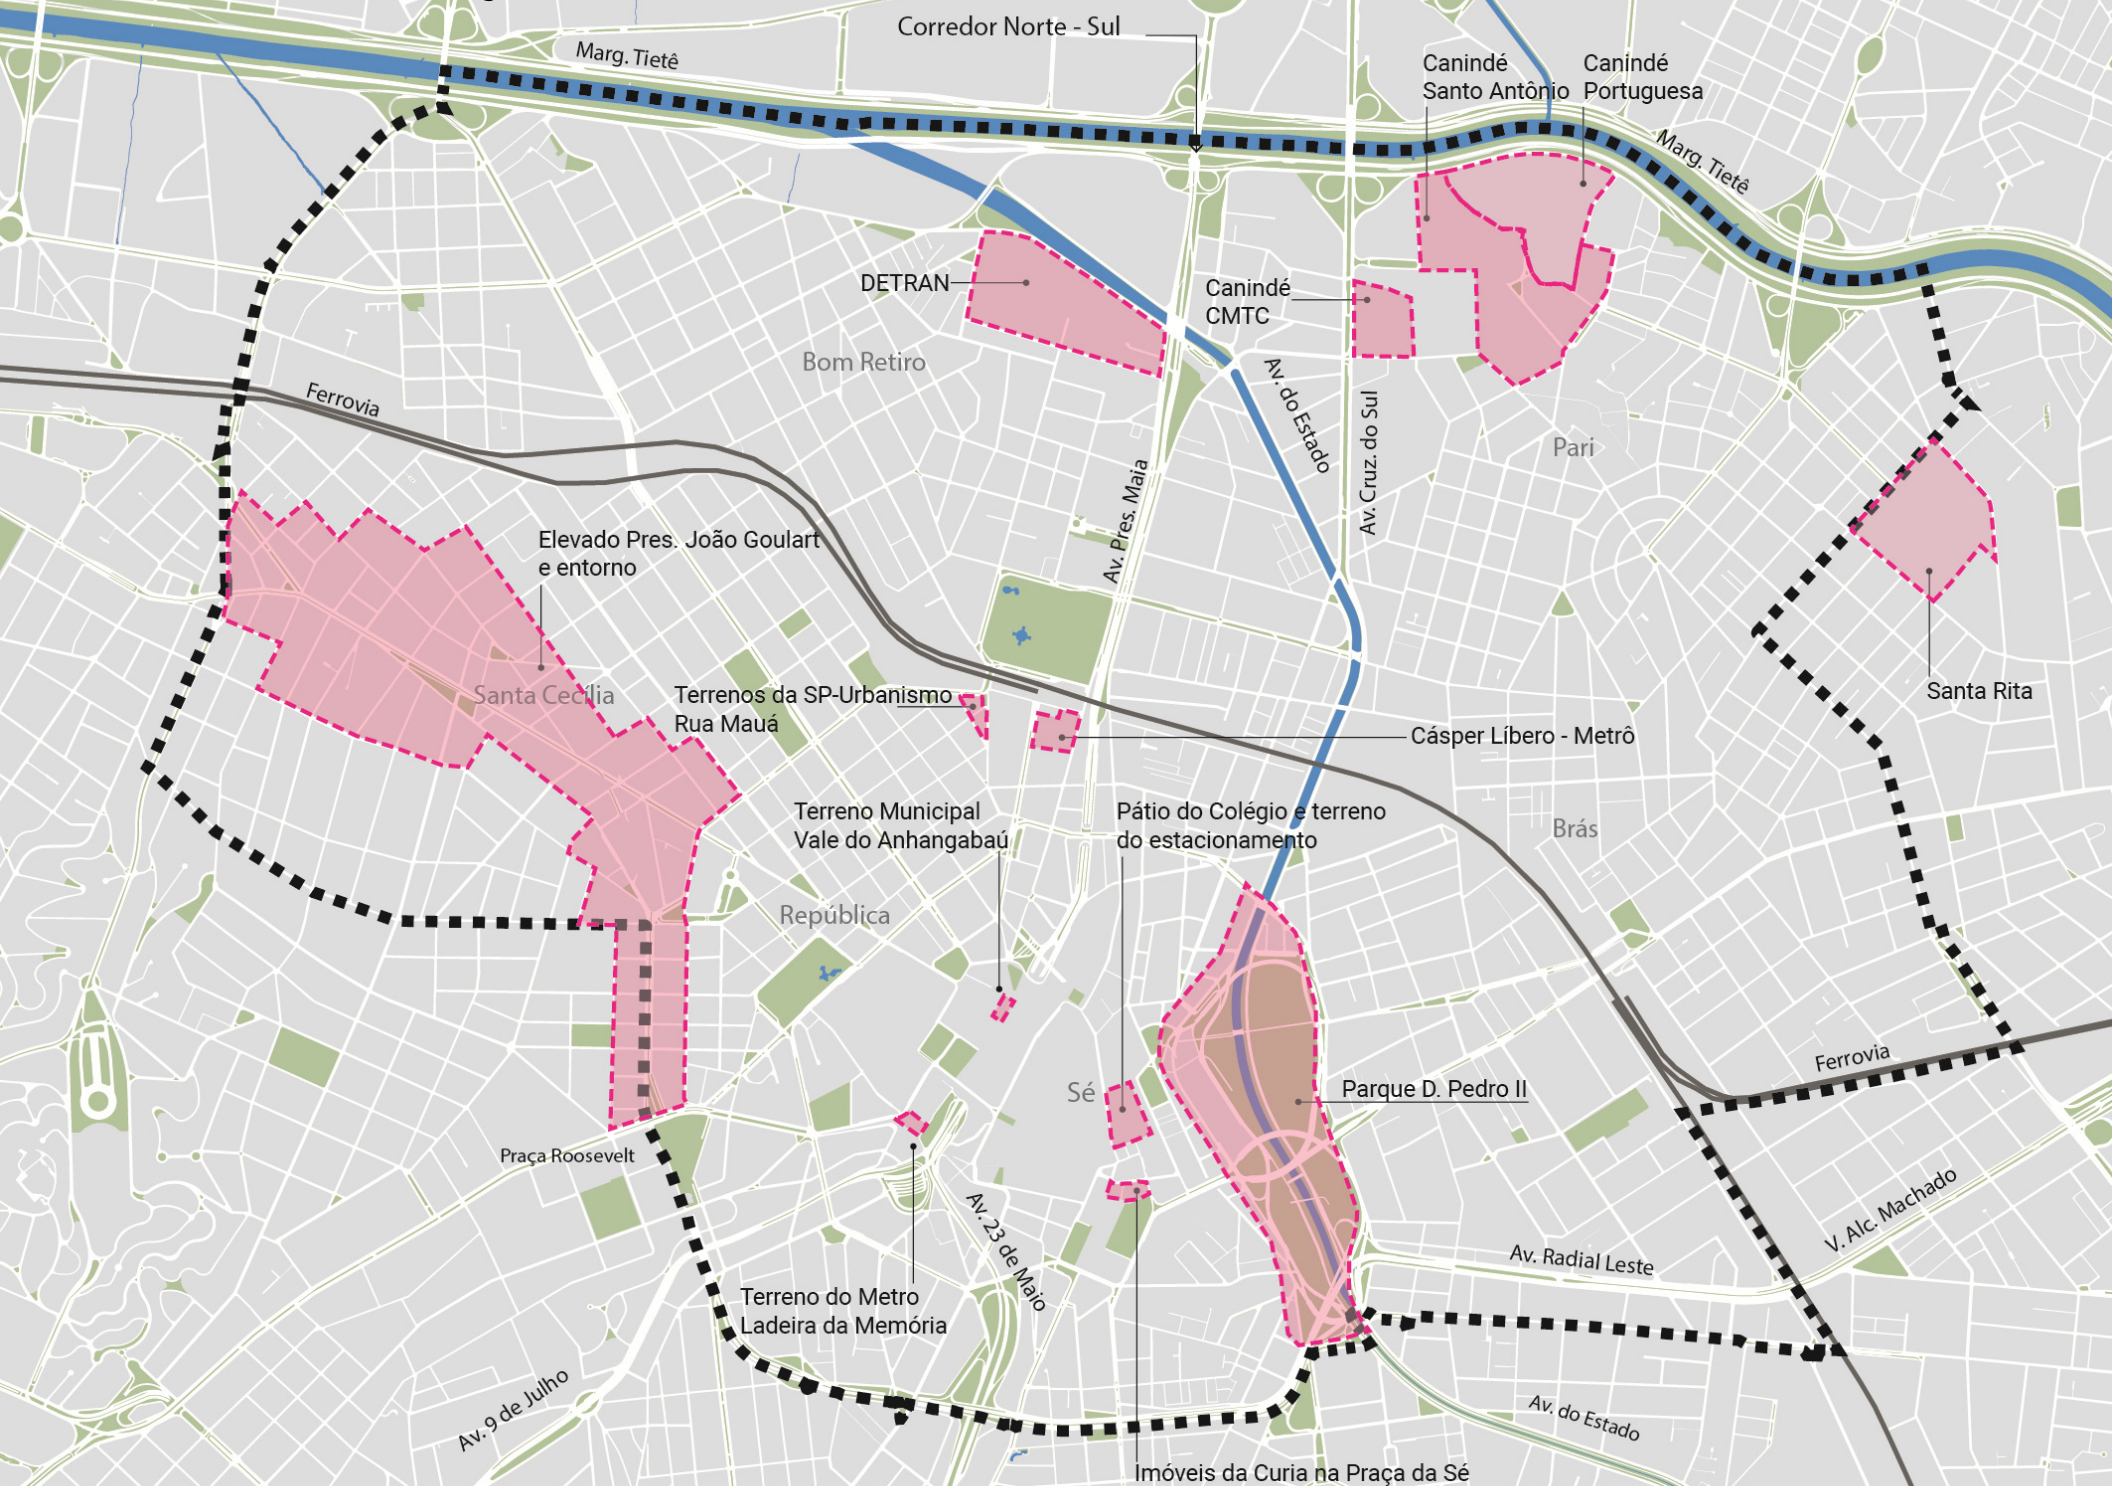 Corredor Norte - Sul
Marg. Tietê
Canindé
Santo Antônio
Canindé
Portuguesa
Marg. Tietê
DETRAN
Canindé
CMTC
Bom Retiro
Av. do Estado
Av. Cruz. do Sul
Ferrovia
Pari
Av. Pres. Maia
Elevado Pres. João Goulart
e entorno
Santa Cecília
Terrenos da SP-Urbanismo
Rua Mauá
Santa Rita
Cásper Líbero - Metrô
Terreno Municipal
Vale do Anhangabaú
Pátio do Colégio e terreno
do estacionamento
Brás
República
Ferrovia
Sé
Parque D. Pedro II
Praça Roosevelt
Av. 23 de Maio
V. Alc. Machado
Av. Radial Leste
Terreno do Metro
Ladeira da Memória
Av. 9 de Julho
Av. do Estado
Imóveis da Curia na Praça da Sé